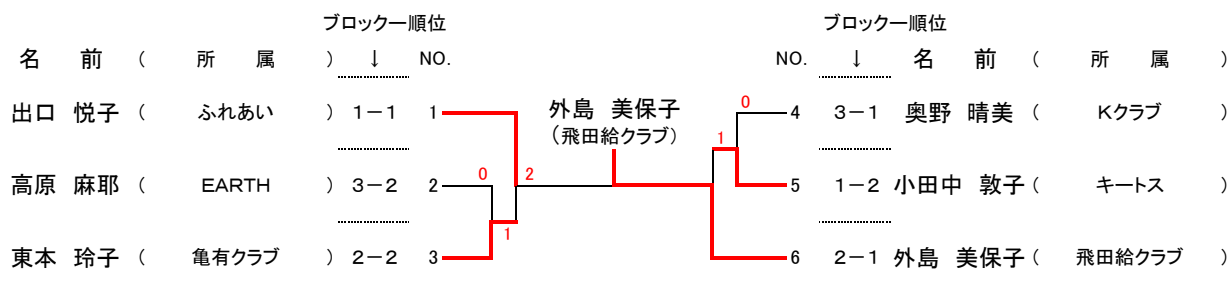 ブロックー順位 ブロックー順位
名 前 ( 所 属 ) ↓ NO. NO. ↓ 名 前 ( 所 属 )
出口 悦子 ( ふれあい ) 1-1 1 外島 美保子 0 4 3-1 奥野 晴美 ( Kクラブ )
(飛田給クラブ) 1
高原 麻耶 ( EARTH ) 3-2 2 0 2 5 1-2 小田中 敦子 ( キートス )
1
東本 玲子 ( 亀有クラブ ) 2-2 3 6 2-1 外島 美保子 ( 飛田給クラブ )